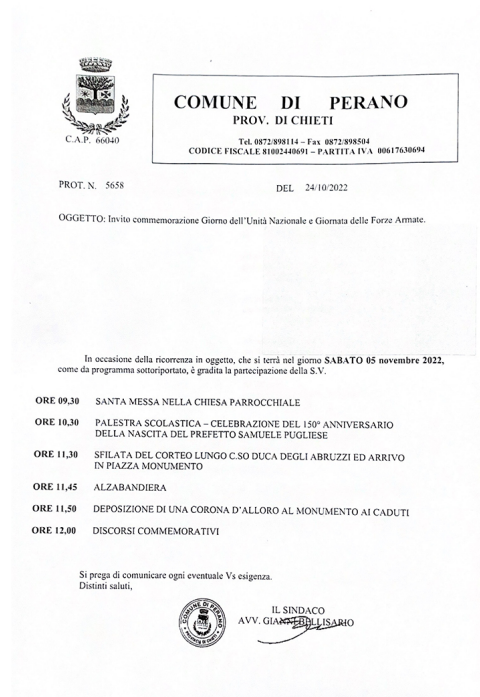 COMUNE DI PERANO
PROV. DI CHIETI
Tel. 0872/898114 – Fax 0872/898504
CODICE FISCALE 81002440691 – PARTITA IVA 00617630694
C.A.P. 66040
PROT. N. 5658 DEL 24/10/2022
OGGETTO: Invito commemorazione Giorno dell'Unità Nazionale e Giornata delle Forze Armate.
In occasione della ricorrenza in oggetto, che si terrà nel giorno SABATO 05 novembre 2022,
come da programma sottoriportato, è gradita la partecipazione della S.V.
ORE 09,30 SANTA MESSA NELLA CHIESA PARROCCHIALE
ORE 10,30 PALESTRA SCOLASTICA – CELEBRAZIONE DEL 150° ANNIVERSARIO
DELLA NASCITA DEL PREFETTO SAMUELE PUGLIESE
ORE 11,30 SFILATA DEL CORTEO LUNGO C.SO DUCA DEGLI ABRUZZI ED ARRIVO
IN PIAZZA MONUMENTO
ORE 11,45 ALZABANDIERA
ORE 11,50 DEPOSIZIONE DI UNA CORONA D'ALLORO AL MONUMENTO AI CADUTI
ORE 12,00 DISCORSI COMMEMORATIVI
Si prega di comunicare ogni eventuale Vs esigenza.
Distinti saluti,
IL SINDACO
AVV. GIANNI BELLISARIO
COMUNE DI PERANO
PROVINCIA DI CHIETI